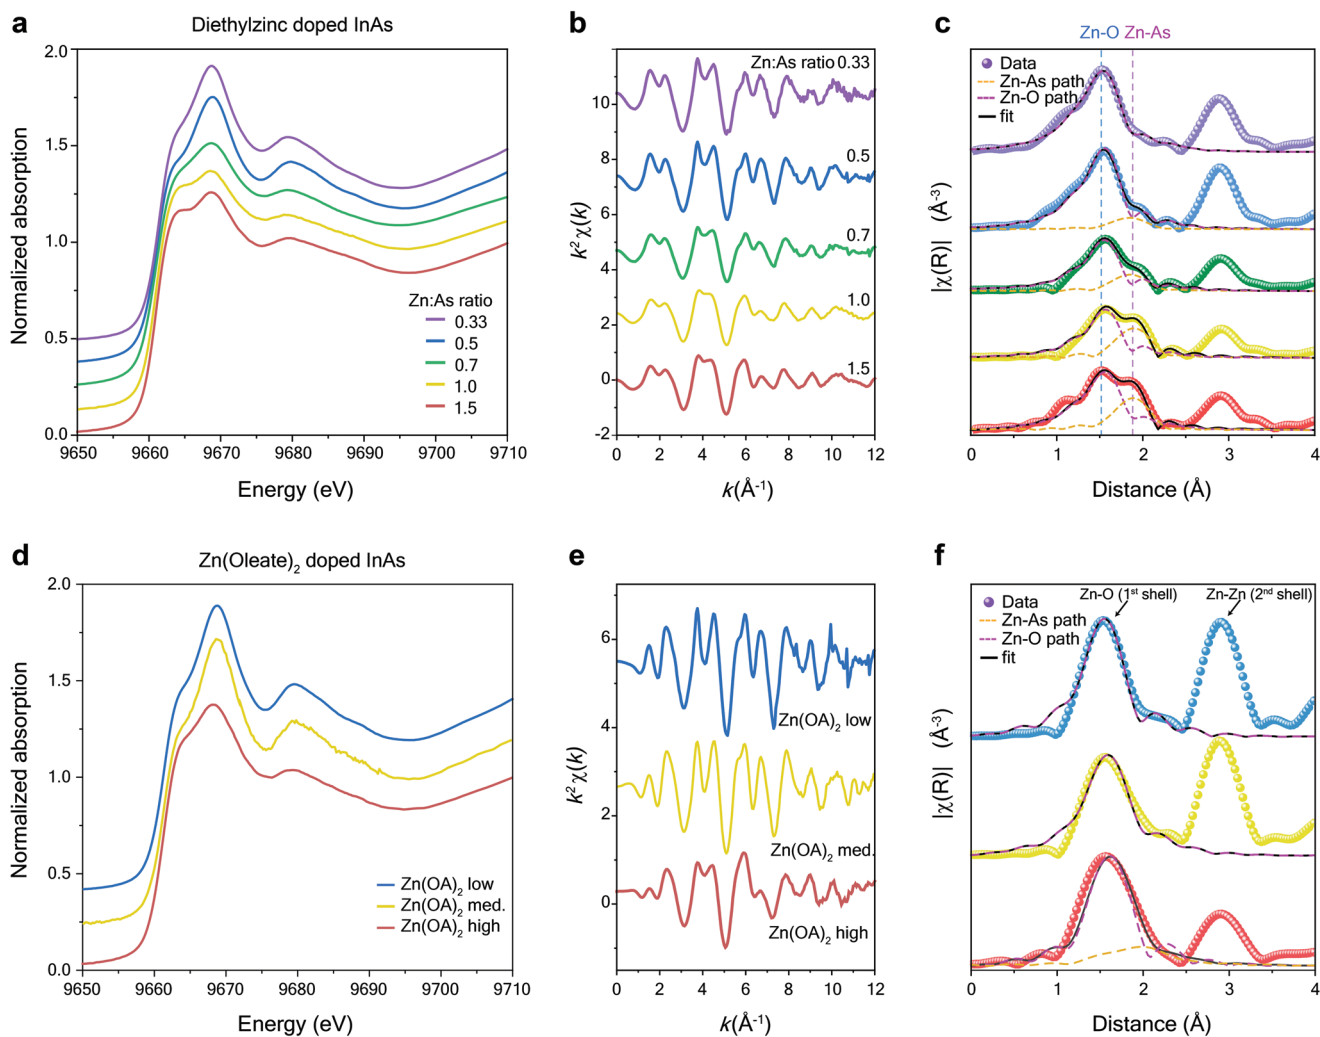 a
Diethylzinc doped InAs
2.0
1.5
1.0
0.5
0.0
Normalized absorption
Zn:As ratio
0.33
0.5
0.7
1.0
1.5
9650 9660 9670 9680 9690 9700 9710
Energy (eV)
b
Zn:As ratio 0.33
0.5
0.7
1.0
1.5
10
8
6
4
2
0
-2
k² χ(k)
0 2 4 6 8 10 12
k(Å⁻¹)
c
Zn-O Zn-As
Data
Zn-As path
Zn-O path
fit
|χ(R)| (Å⁻³)
0 1 2 3 4
Distance (Å)
d
Zn(Oleate)₂ doped InAs
2.0
1.5
1.0
0.5
0.0
Normalized absorption
Zn(OA)₂ low
Zn(OA)₂ med.
Zn(OA)₂ high
9650 9660 9670 9680 9690 9700 9710
Energy (eV)
e
6
4
2
0
k² χ(k)
Zn(OA)₂ low
Zn(OA)₂ med.
Zn(OA)₂ high
0 2 4 6 8 10 12
k(Å⁻¹)
f
Zn-O (1ˢᵗ shell)
Zn-Zn (2ⁿᵈ shell)
Data
Zn-As path
Zn-O path
fit
|χ(R)| (Å⁻³)
0 1 2 3 4
Distance (Å)